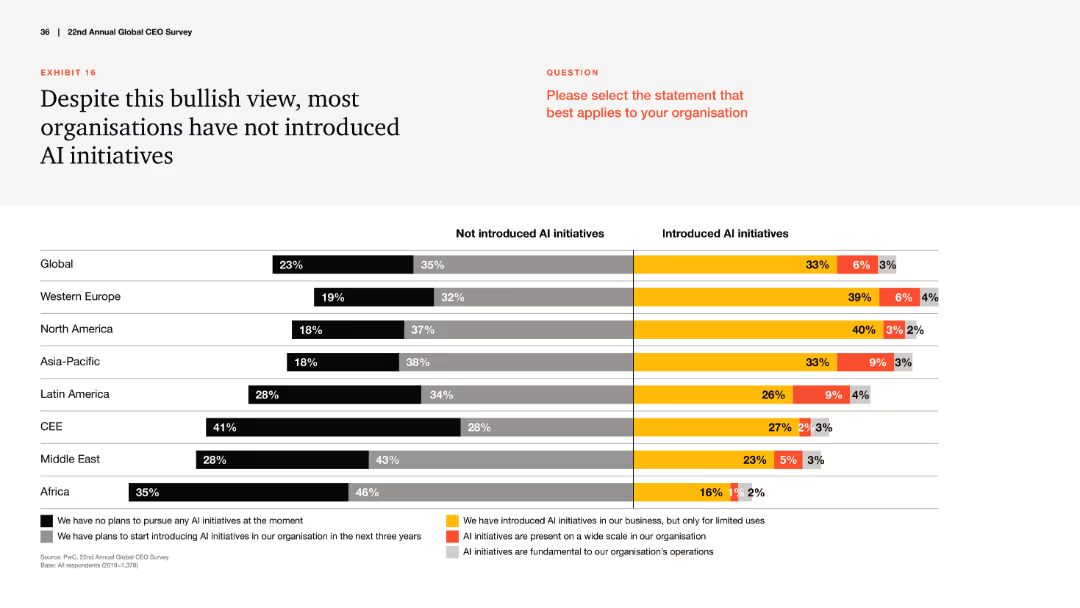 36 | 22nd Annual Global CEO Survey
EXHIBIT 16
Despite this bullish view, most
organisations have not introduced
AI initiatives
QUESTION
Please select the statement that
best applies to your organisation
Not introduced AI initiatives Introduced AI initiatives
Global 23% 35% 33% 6% 3%
Western Europe 19% 32% 39% 6% 4%
North America 18% 37% 40% 3% 2%
Asia-Pacific 18% 38% 33% 9% 3%
Latin America 28% 34% 26% 9% 4%
CEE 41% 28% 27% 2% 3%
Middle East 28% 43% 23% 5% 3%
Africa 35% 46% 16% 1% 2%
We have no plans to pursue any AI initiatives at the moment
We have plans to start introducing AI initiatives in our organisation in the next three years
We have introduced AI initiatives in our business, but only for limited uses
AI initiatives are present on a wide scale in our organisation
AI initiatives are fundamental to our organisation's operations
Source: PwC, 22nd Annual Global CEO Survey
Base: All respondents (2019=1,378)